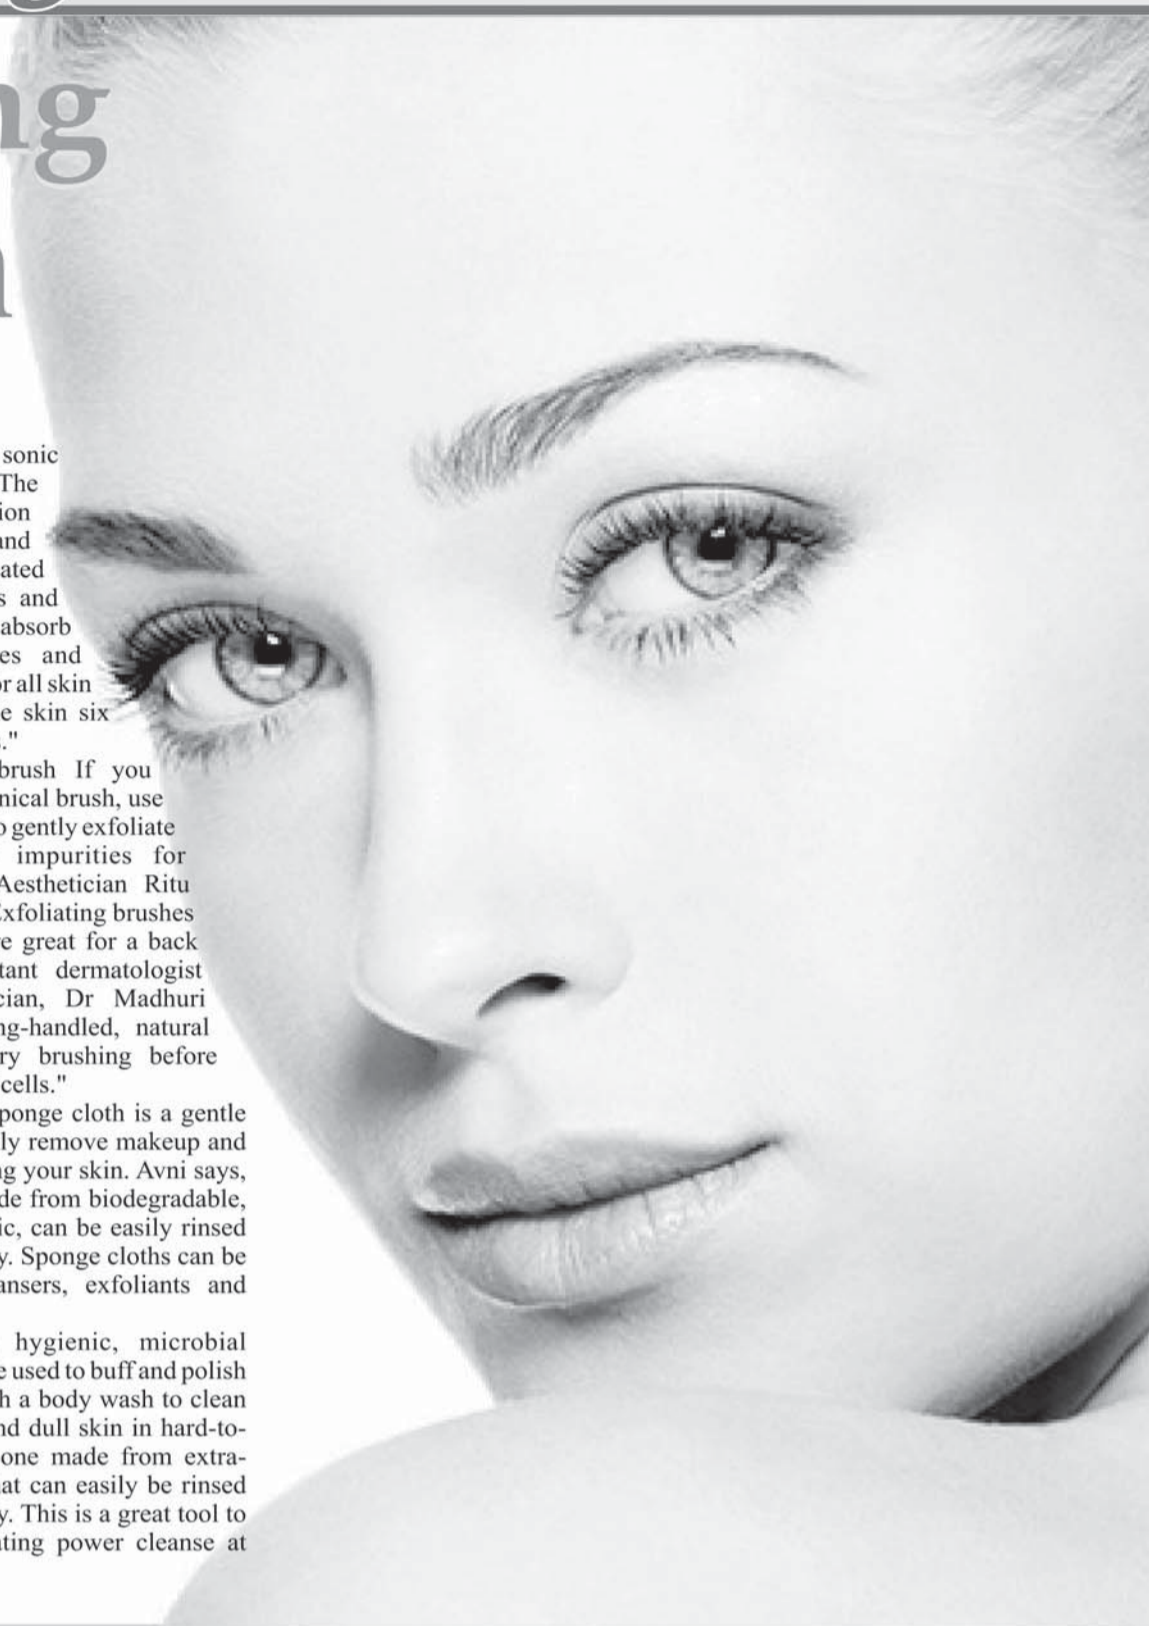 ng
sonic
The
ion
and
ated
s and
absorb
es and
or all skin
e skin six
."
brush If you
nical brush, use
o gently exfoliate
impurities for
Aesthetician Ritu
Exfoliating brushes
re great for a back
tant dermatologist
cian, Dr Madhuri
ng-handled, natural
ry brushing before
cells."
ponge cloth is a gentle
ly remove makeup and
ng your skin. Avni says,
de from biodegradable,
ic, can be easily rinsed
y. Sponge cloths can be
ansers, exfoliants and
hygienic, microbial
e used to buff and polish
h a body wash to clean
nd dull skin in hard-to-
one made from extra-
at can easily be rinsed
y. This is a great tool to
ting power cleanse at